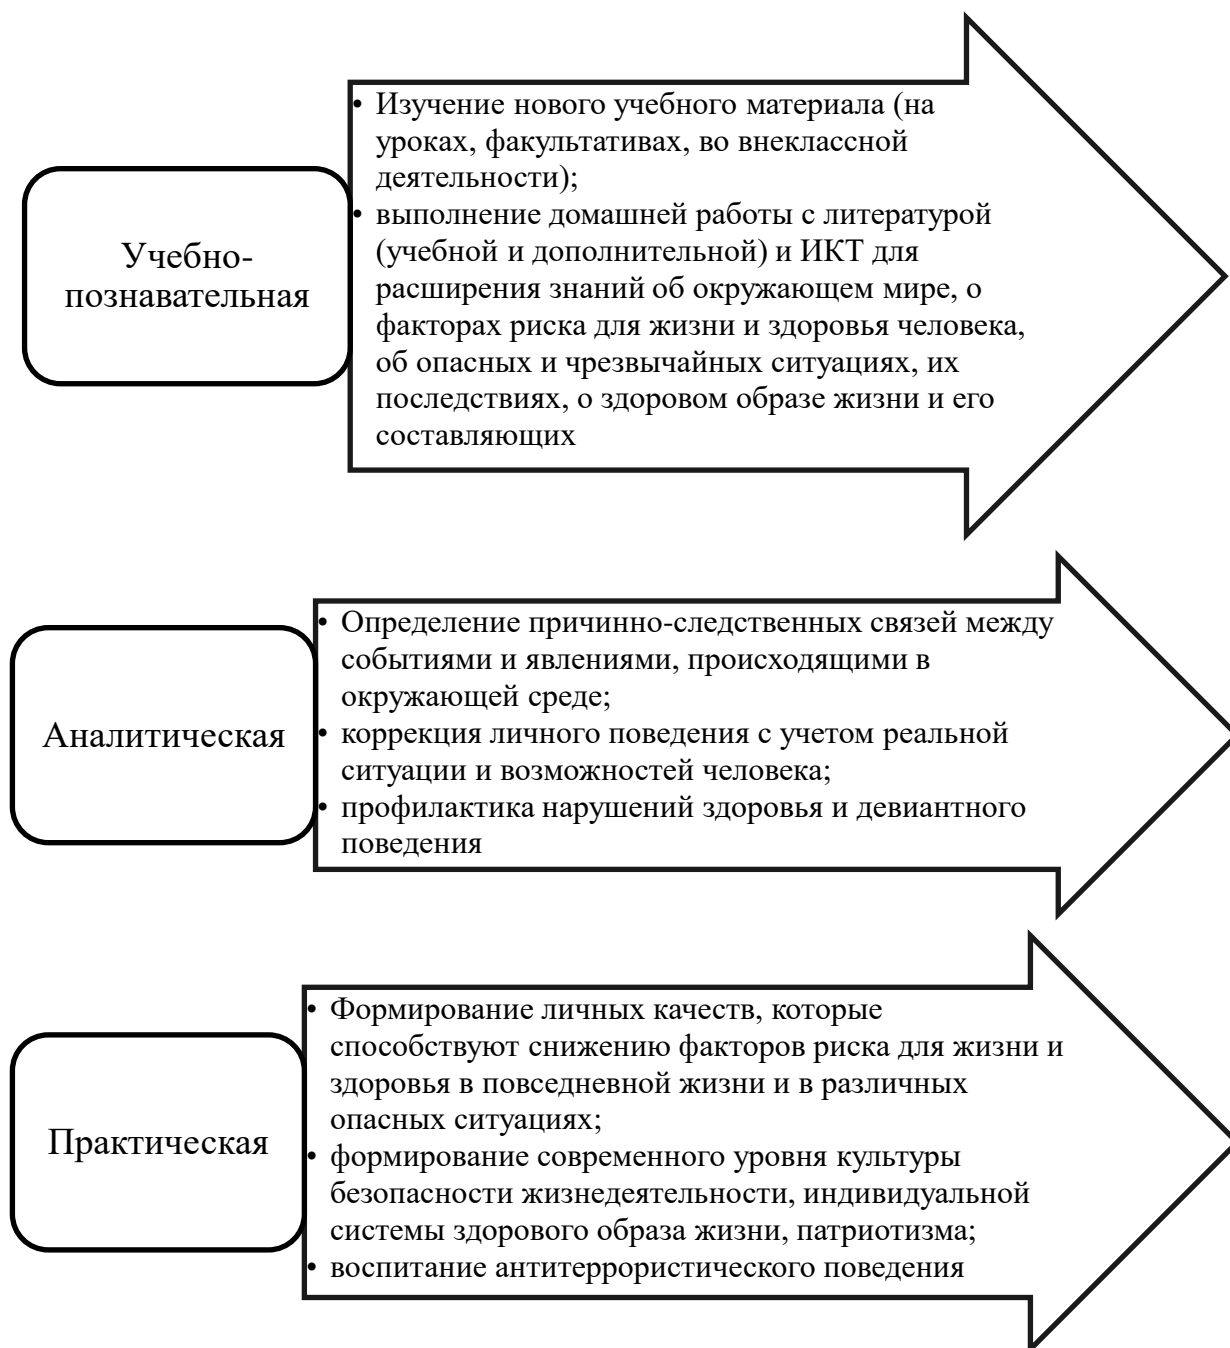 Учебно-
познавательная
• Изучение нового учебного материала (на
уроках, факультативах, во внеклассной
деятельности);
• выполнение домашней работы с литературой
(учебной и дополнительной) и ИКТ для
расширения знаний об окружающем мире, о
факторах риска для жизни и здоровья человека,
об опасных и чрезвычайных ситуациях, их
последствиях, о здоровом образе жизни и его
составляющих
Аналитическая
• Определение причинно-следственных связей между
событиями и явлениями, происходящими в
окружающей среде;
• коррекция личного поведения с учетом реальной
ситуации и возможностей человека;
• профилактика нарушений здоровья и девиантного
поведения
Практическая
• Формирование личных качеств, которые
способствуют снижению факторов риска для жизни и
здоровья в повседневной жизни и в различных
опасных ситуациях;
• формирование современного уровня культуры
безопасности жизнедеятельности, индивидуальной
системы здорового образа жизни, патриотизма;
• воспитание антитеррористического поведения